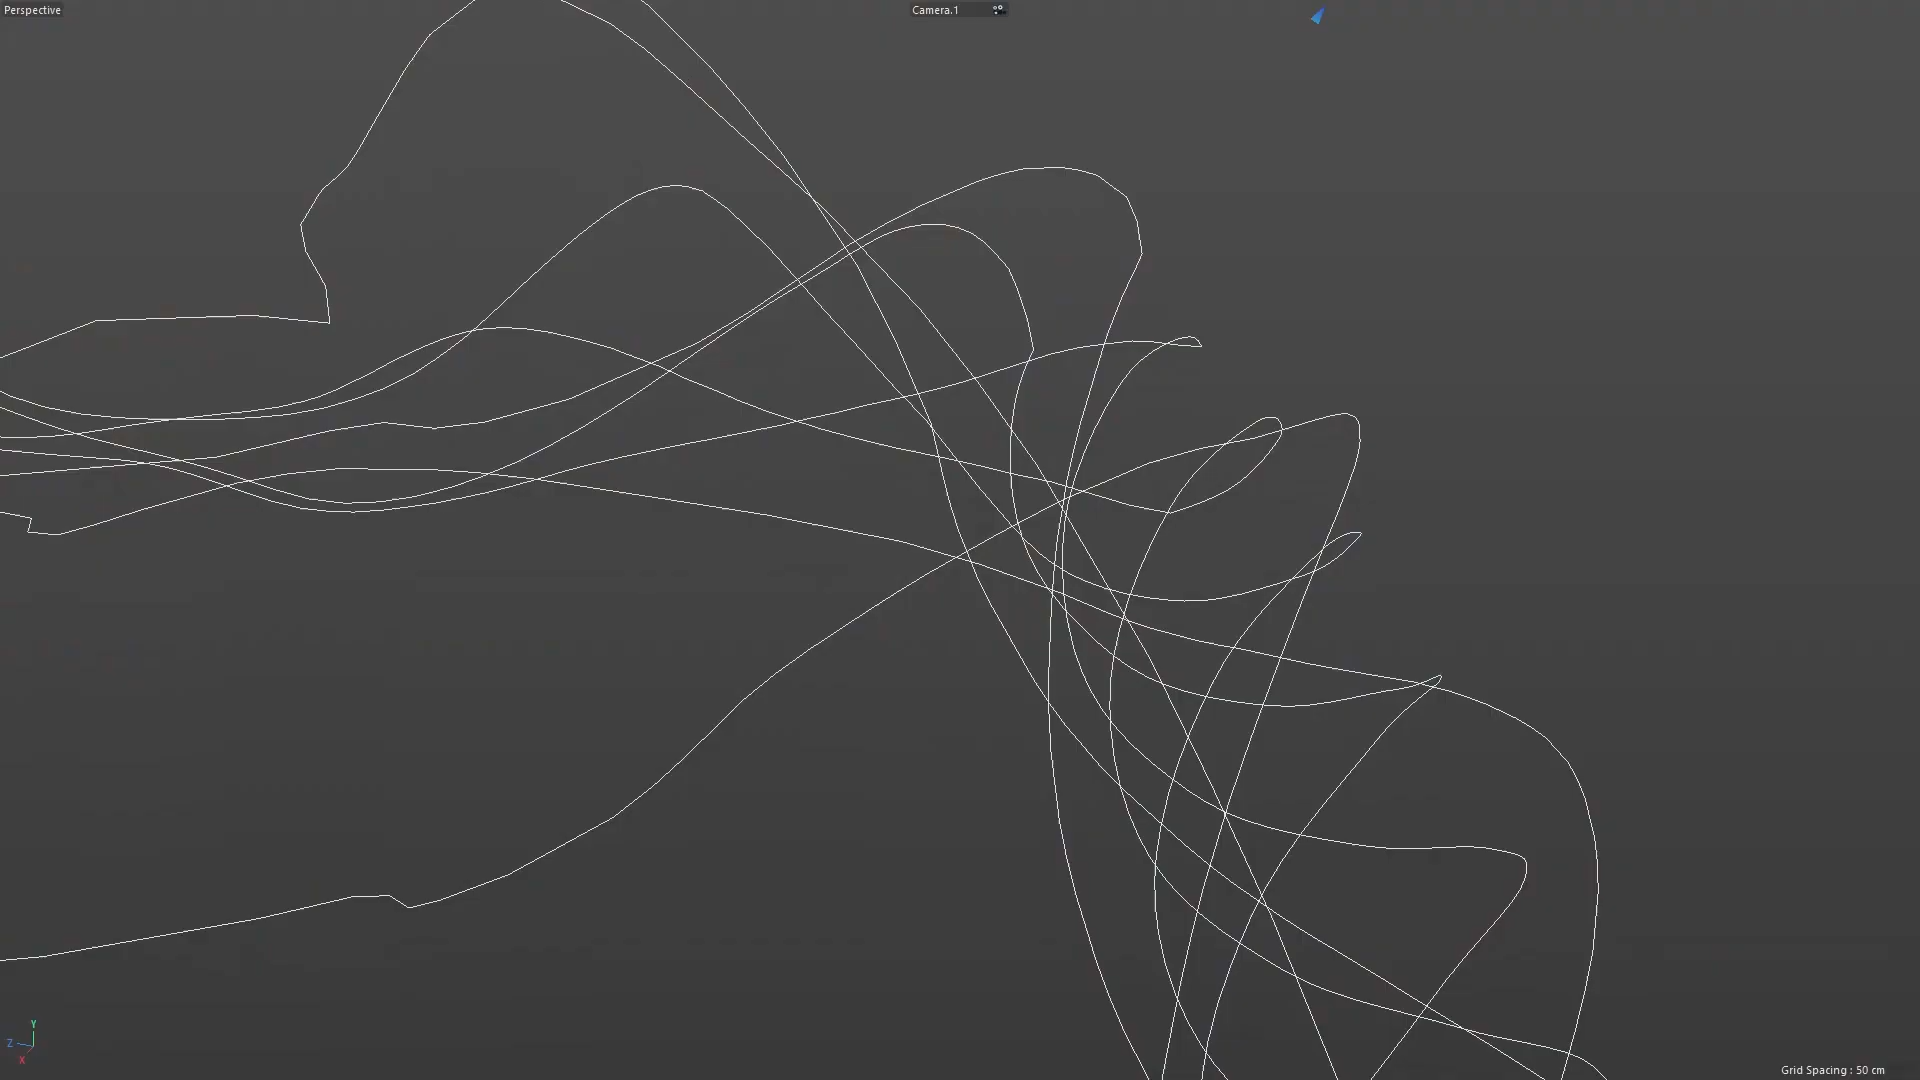 Perspective
Camera.1
Y
Z
X
Grid Spacing : 50 cm